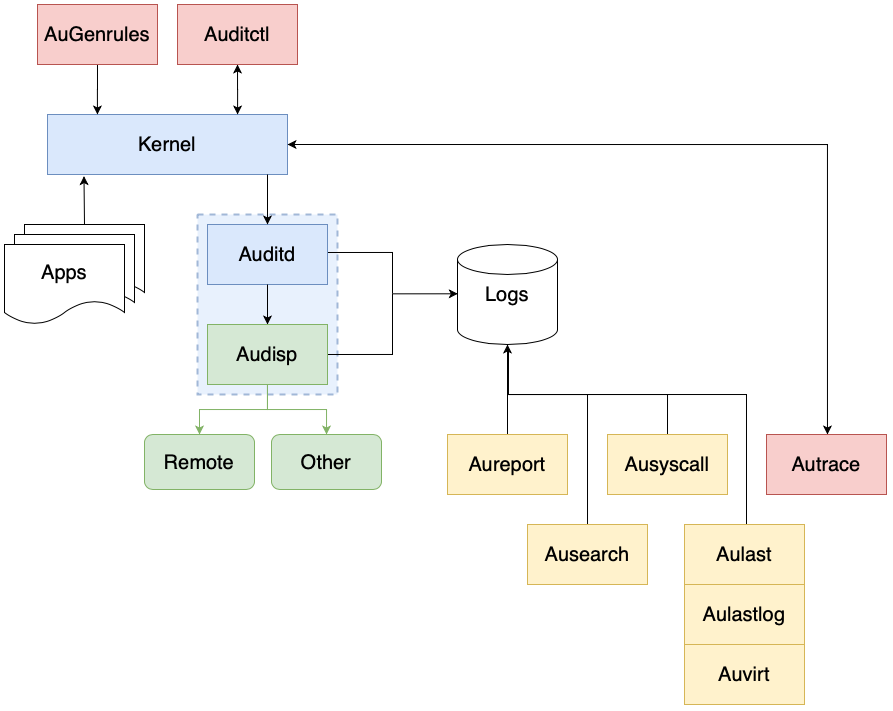 AuGenrules
Auditctl
Kernel
Apps
Auditd
Logs
Audisp
Remote
Other
Aureport
Ausyscall
Autrace
Ausearch
Aulast
Aulastlog
Auvirt